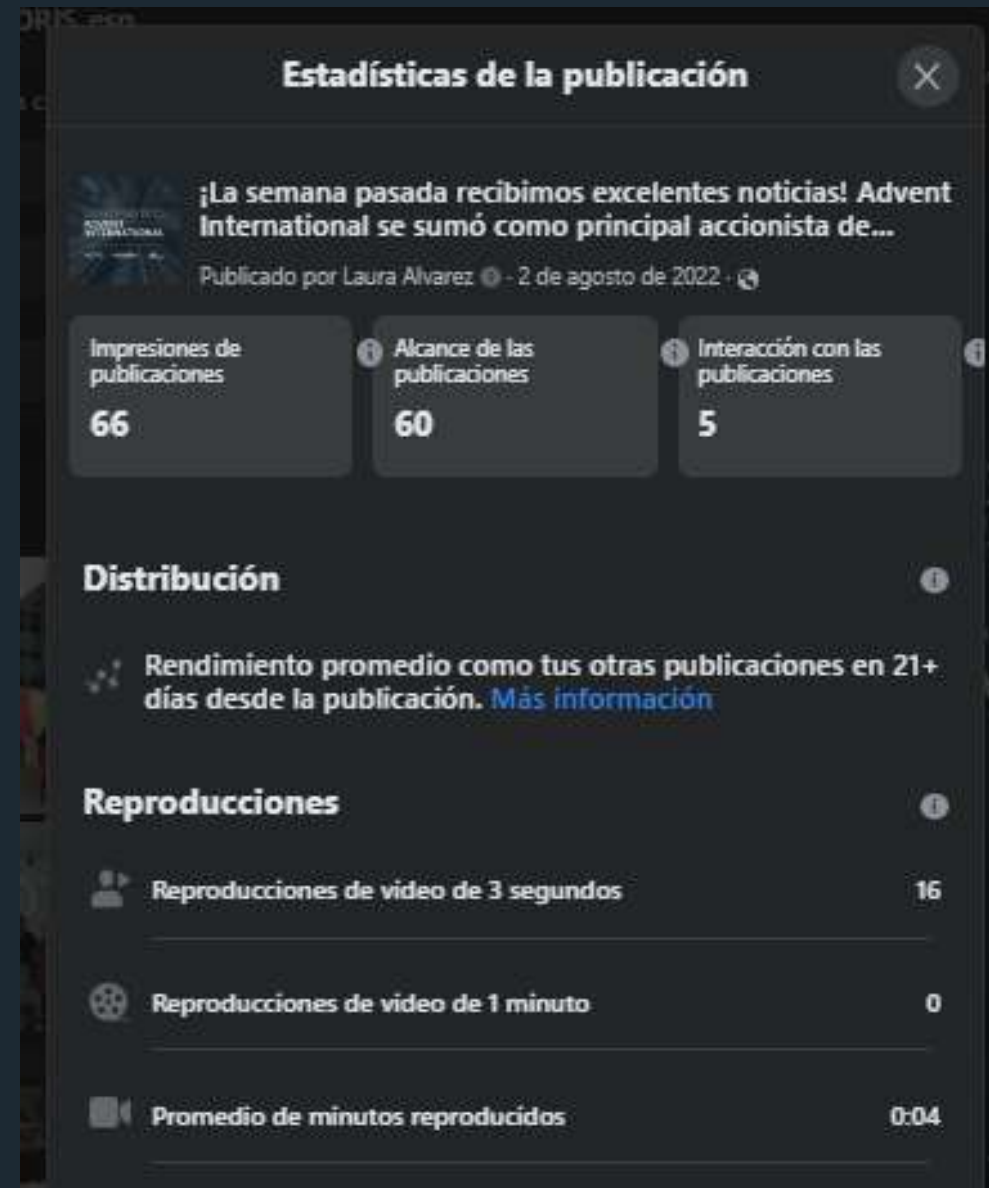 Estadísticas de la publicación
¡La semana pasada recibimos excelentes noticias! Advent
International se sumó como principal accionista de...
ADVENT
INTERNATIONAL
Publicado por Laura Alvarez · 2 de agosto de 2022 ·
Impresiones de
publicaciones
66
Alcance de las
publicaciones
60
Interacción con las
publicaciones
5
Distribución
Rendimiento promedio como tus otras publicaciones en 21+
días desde la publicación. Más información
Reproducciones
Reproducciones de video de 3 segundos
16
Reproducciones de video de 1 minuto
0
Promedio de minutos reproducidos
0:04